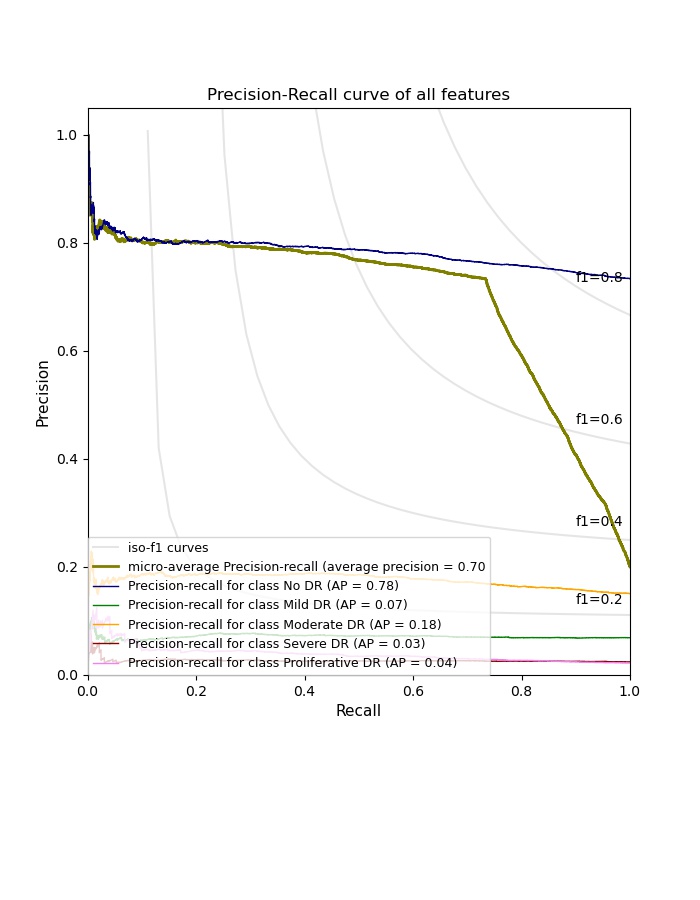 Precision-Recall curve of all features
1.0
0.8
0.6
0.4
0.2
0.0
Precision
f1=0.8
f1=0.6
f1=0.4
f1=0.2
iso-f1 curves
micro-average Precision-recall (average precision = 0.70
Precision-recall for class No DR (AP = 0.78)
Precision-recall for class Mild DR (AP = 0.07)
Precision-recall for class Moderate DR (AP = 0.18)
Precision-recall for class Severe DR (AP = 0.03)
Precision-recall for class Proliferative DR (AP = 0.04)
0.0 0.2 0.4 0.6 0.8 1.0
Recall